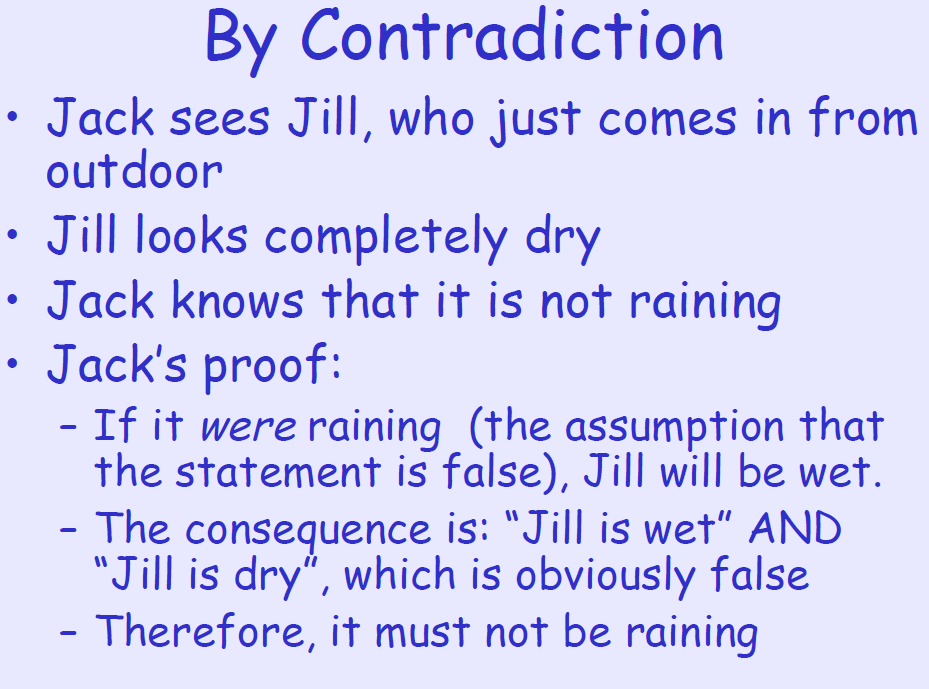 By Contradiction
• Jack sees Jill, who just comes in from
outdoor
• Jill looks completely dry
• Jack knows that it is not raining
• Jack’s proof:
– If it were raining (the assumption that
the statement is false), Jill will be wet.
– The consequence is: “Jill is wet” AND
“Jill is dry”, which is obviously false
– Therefore, it must not be raining